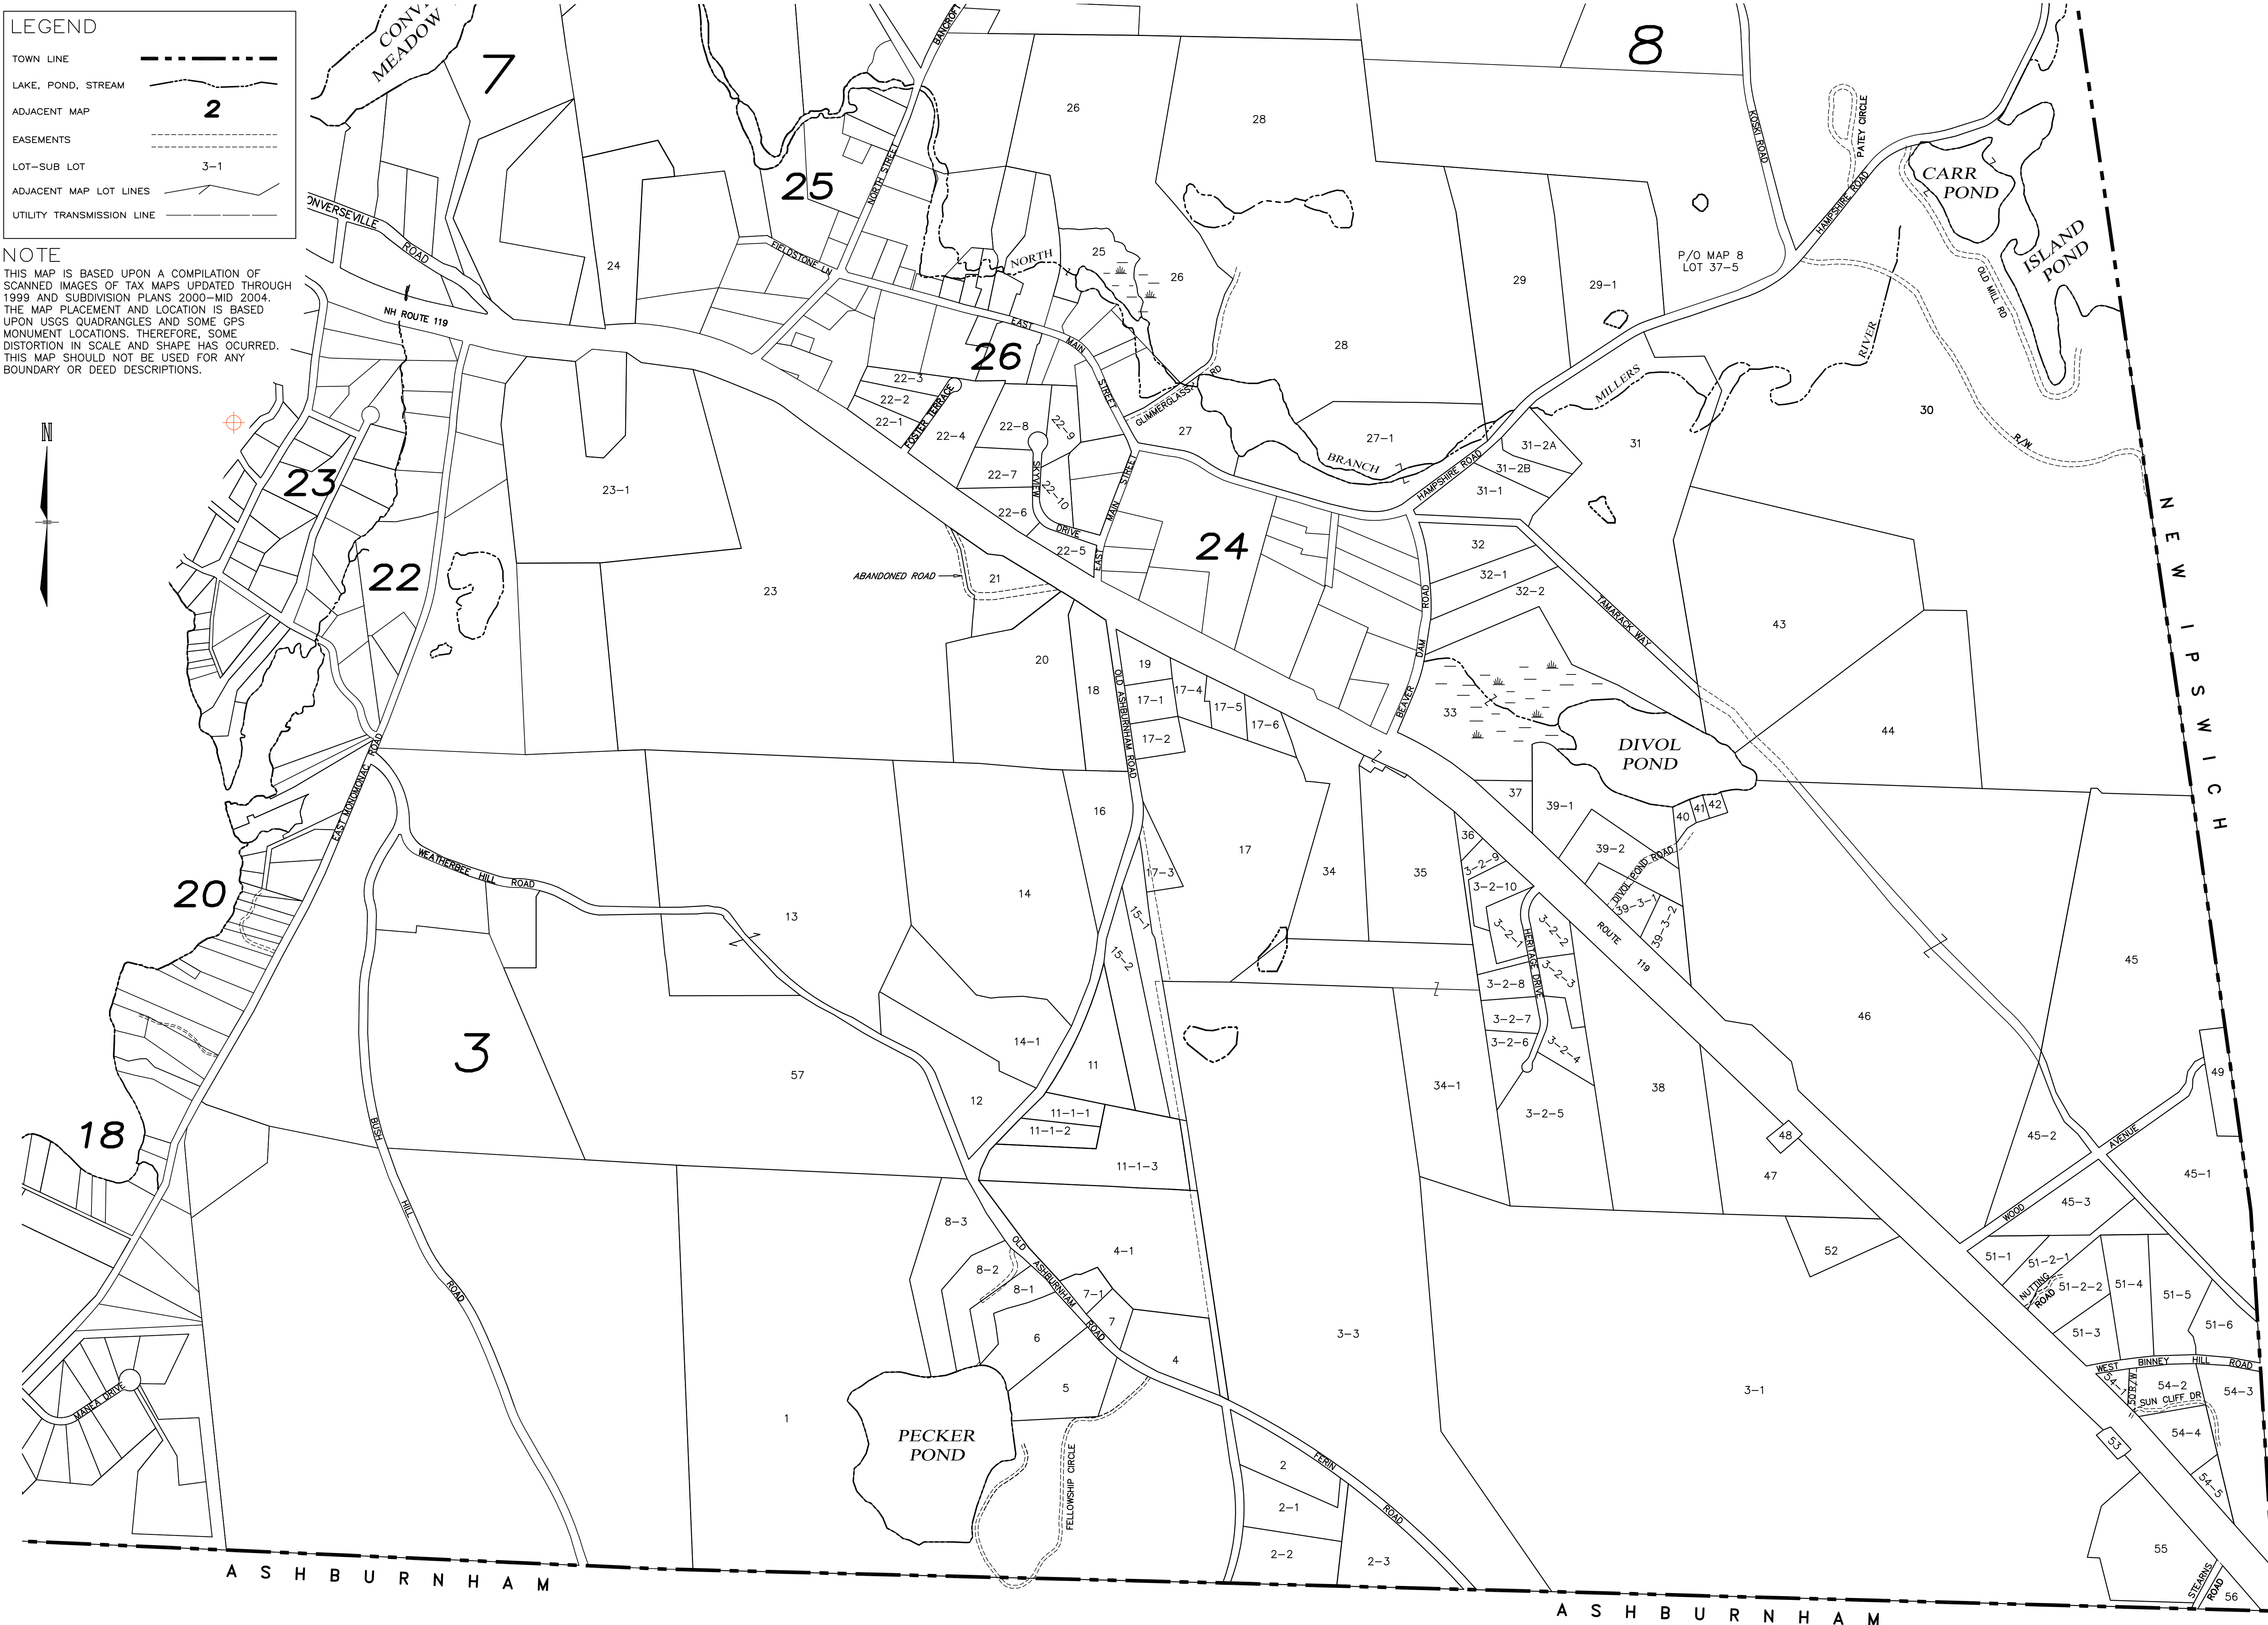 LEGEND
TOWN LINE
LAKE, POND, STREAM
ADJACENT MAP
2
EASEMENTS
LOT-SUB LOT
3-1
ADJACENT MAP LOT LINES
UTILITY TRANSMISSION LINE
NOTE
THIS MAP IS BASED UPON A COMPILATION OF
SCANNED IMAGES OF TAX MAPS UPDATED THROUGH
1999 AND SUBDIVISION PLANS 2000-MID 2004.
THE MAP PLACEMENT AND LOCATION IS BASED
UPON USGS QUADRANGLES AND SOME GPS
MONUMENT LOCATIONS. THEREFORE, SOME
DISTORTION IN SCALE AND SHAPE HAS OCURRED.
THIS MAP SHOULD NOT BE USED FOR ANY
BOUNDARY OR DEED DESCRIPTIONS.
N
MEADOW
7
BANCROFT
8
26
28
KOSKI ROAD
PATEY CIRCLE
CARR
POND
ISLAND
POND
OLD MILL RD
HAMPSHIRE ROAD
25
NORTH STREET
FIELDSTONE LN
24
ROAD
NH ROUTE 119
NORTH
25
26
P/O MAP 8
LOT 37-5
29
29-1
28
EAST
MAIN
STREET
26
GLIMMERGLASS RD
MILLERS
RIVER
30
R/W
22-3
22-2
22-1
FOSTER TERRACE
22-4
22-8
22-9
27
27-1
BRANCH
31-2A
31
31-2B
31-1
HAMPSHIRE ROAD
23
23-1
22-7
SKYVIEW
22-10
22-6
DRIVE
22-5
EAST
MAIN
STREET
24
22
ABANDONED ROAD
21
23
32
32-1
32-2
TAMARACK WAY
43
NEW IPSWICH
BEAVER
DAM
ROAD
20
18
19
17-1
17-4
17-5
17-2
17-6
OLD ASHBURNHAM ROAD
33
DIVOL
POND
44
EAST MONOMONAC
ROAD
WEATHERBEE HILL ROAD
16
17
17-3
34
35
36
37
39-1
40
41
42
39-2
DIVOL POND ROAD
39-3-1
39-3-2
3-2-9
3-2-10
3-2-1
3-2-2
3-2-3
HERITAGE DRIVE
3-2-8
3-2-7
3-2-6
3-2-4
3-2-5
ROUTE
119
20
13
14
15-1
15-2
45
46
3
57
14-1
11
12
11-1-1
11-1-2
11-1-3
34-1
38
47
48
49
45-2
AVENUE
45-1
45-3
WOOD
18
BUSH
HILL
ROAD
8-3
4-1
8-2
8-1
OLD
ASHBURNHAM
ROAD
7-1
7
6
5
4
3-3
3-1
52
51-1
51-2-1
NUTTING
ROAD
51-2-2
51-4
51-5
51-3
51-6
WEST BINNEY HILL ROAD
54-1
50' R/W
54-2
54-3
SUN CLIFF DR
54-4
54-5
53
MANEA DRIVE
1
PECKER
POND
FELLOWSHIP CIRCLE
2
2-1
2-2
2-3
FERIN
ROAD
55
STEARNS
ROAD
56
ASHBURNHAM
ASHBURNHAM